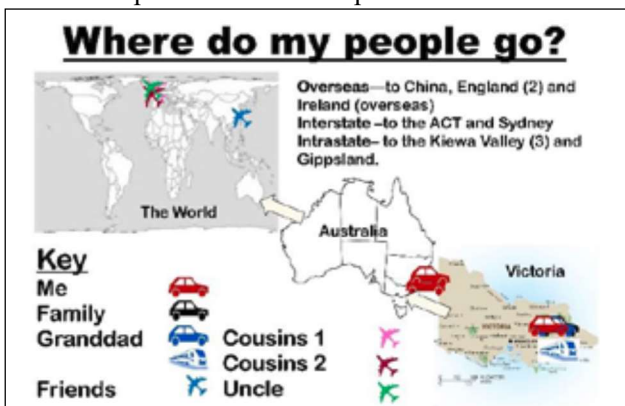 Where do my people go?
Overseas—to China, England (2) and
Ireland (overseas)
Interstate –to the ACT and Sydney
Intrastate– to the Kiewa Valley (3) and
Gippsland.
The World
Australia
Victoria
VICTORIA
Key
Me
Family
Granddad
Cousins 1
Cousins 2
Friends
Uncle